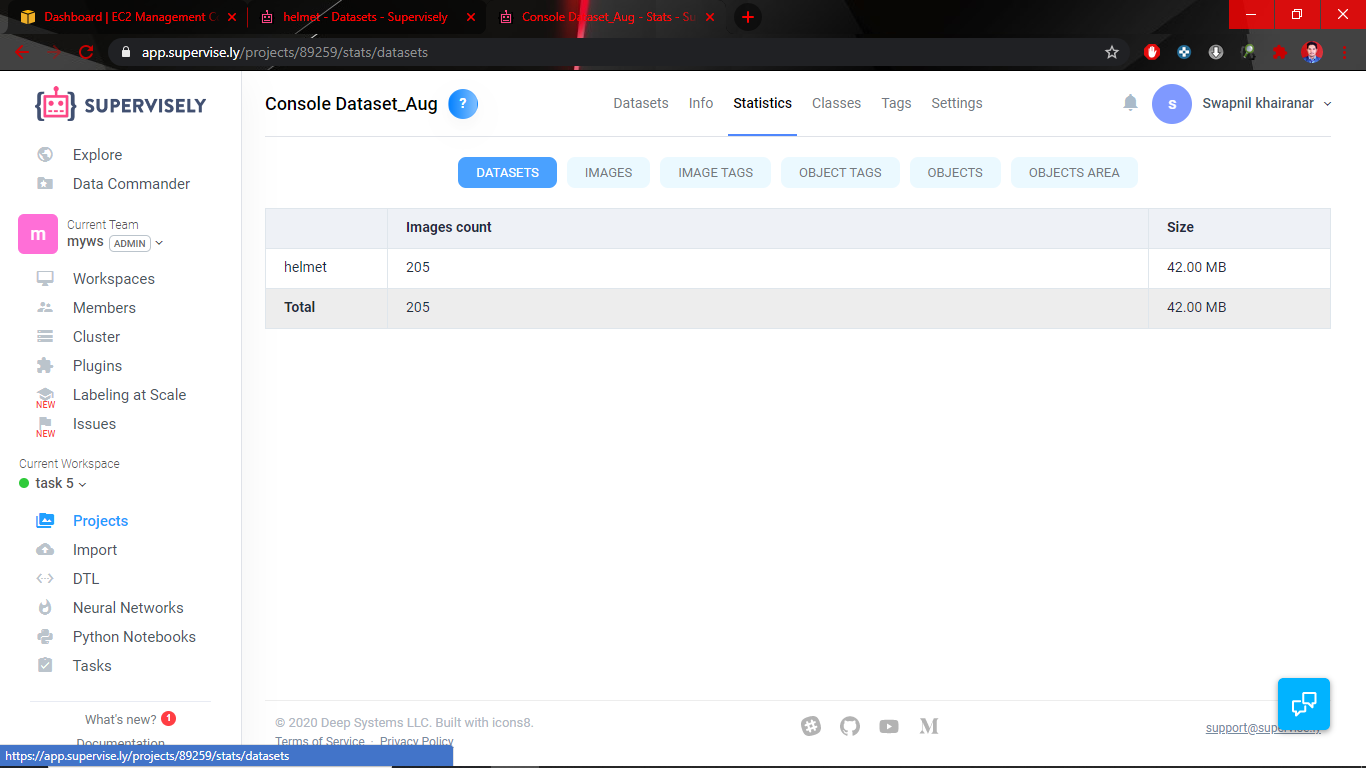 Dashboard | EC2 Management C
helmet - Datasets - Supervisely
Console Dataset_Aug - Stats - Su
app.supervise.ly/projects/89259/stats/datasets
SUPERVISELY
Console Dataset_Aug ?
Datasets Info Statistics Classes Tags Settings
s Swapnil khairanar
Explore
Data Commander
DATASETS IMAGES IMAGE TAGS OBJECT TAGS OBJECTS OBJECTS AREA
m
Current Team
myws ADMIN
Images count Size
helmet 205 42.00 MB
Total 205 42.00 MB
Workspaces
Members
Cluster
Plugins
Labeling at Scale
NEW
Issues
NEW
Current Workspace
task 5
Projects
Import
DTL
Neural Networks
Python Notebooks
Tasks
What's new? 1
Documentation
© 2020 Deep Systems LLC. Built with icons8.
Terms of Service · Privacy Policy
M
support@supervise.ly
https://app.supervise.ly/projects/89259/stats/datasets